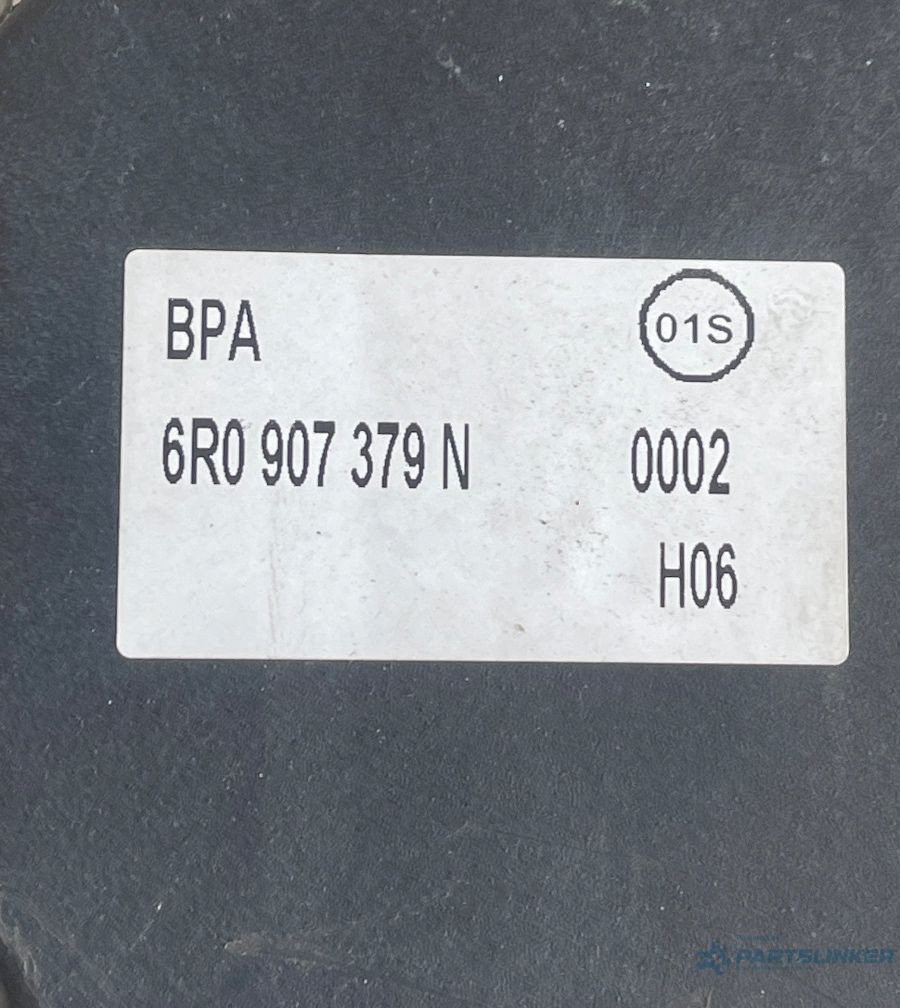 BPA 01S
6R0 907 379 N 0002
H06
PARTSLINKER